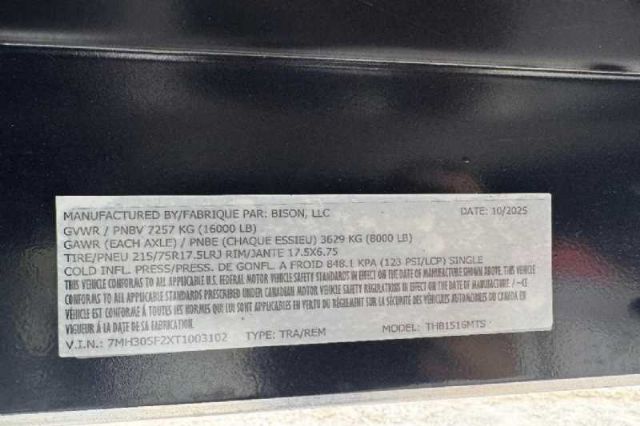 MANUFACTURED BY/FABRIQUE PAR: BISON, LLC DATE: 10/2025
GVWR / PNBV 7257 KG (16000 LB)
GAWR (EACH AXLE) / PNBE (CHAQUE ESSIEU) 3629 KG (8000 LB)
TIRE/PNEU 215/75R17.5LRJ RIM/JANTE 17.5X6.75
COLD INFL. PRESS/PRESS. DE GONFL. A FROID 848.1 KPA (123 PSI/LCP) SINGLE
THIS VEHICLE CONFORMS TO ALL APPLICABLE U.S. FEDERAL MOTOR VEHICLE SAFETY STANDARDS IN EFFECT ON THE DATE OF MANUFACTURE SHOWN ABOVE. / THIS VEHICLE
CONFORMS TO ALL APPLICABLE STANDARDS PRESCRIBED UNDER THE CANADIAN MOTOR VEHICLE SAFETY REGULATIONS IN EFFECT ON THE DATE OF MANUFACTURE / -CE
VÉHICULE EST CONFORME À TOUTES LES NORMES QUI LUI SONT APPLICABLES EN VERTU DU RÈGLEMENT SUR LA SÉCURITÉ DES VÉHICULES AUTOMOBILES DU CANADA EN
VIGUEUR À LA DATE DE SA FABRICATION
V.I.N.: 7MH30SF2XT1003102 TYPE: TRA/REM MODEL: TH81516MTS